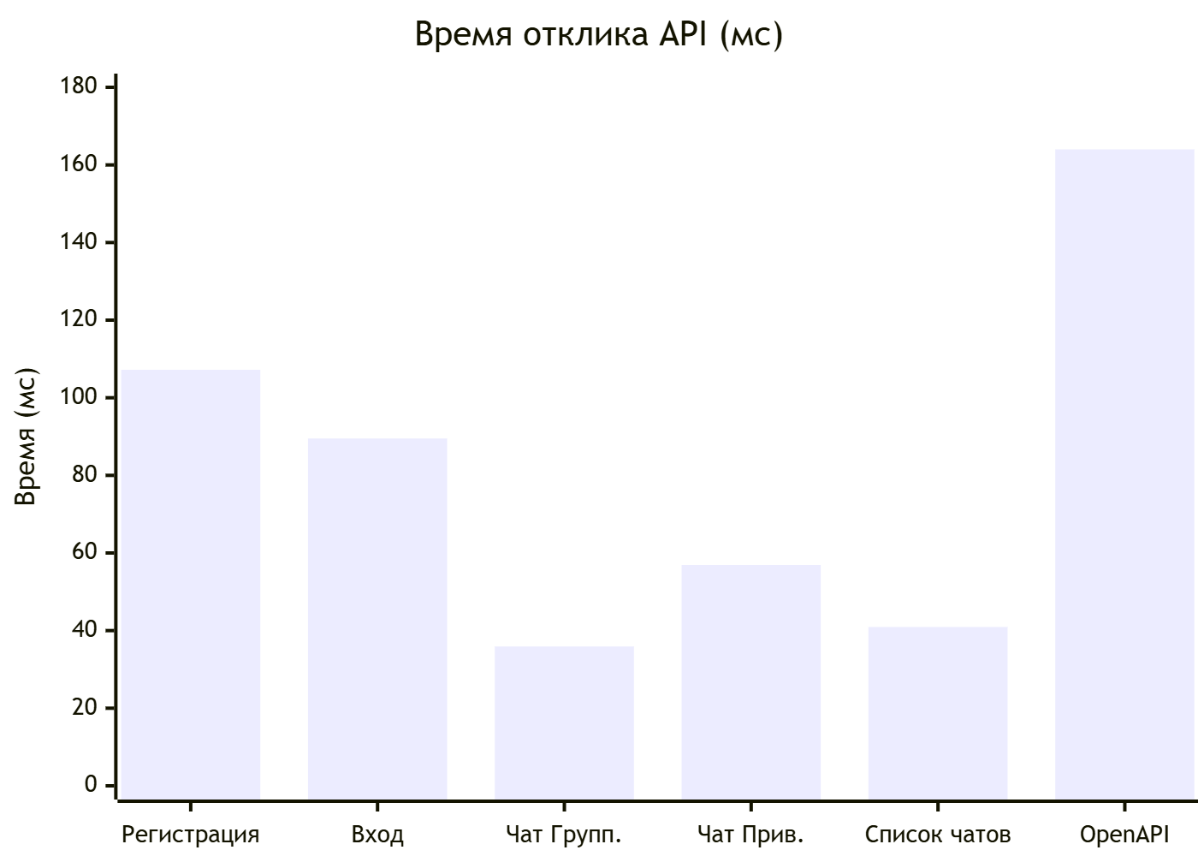 Время отклика API (мс)
180
160
140
120
100
80
60
40
20
0
Время (мс)
Регистрация
Вход
Чат Групп.
Чат Прив.
Список чатов
OpenAPI